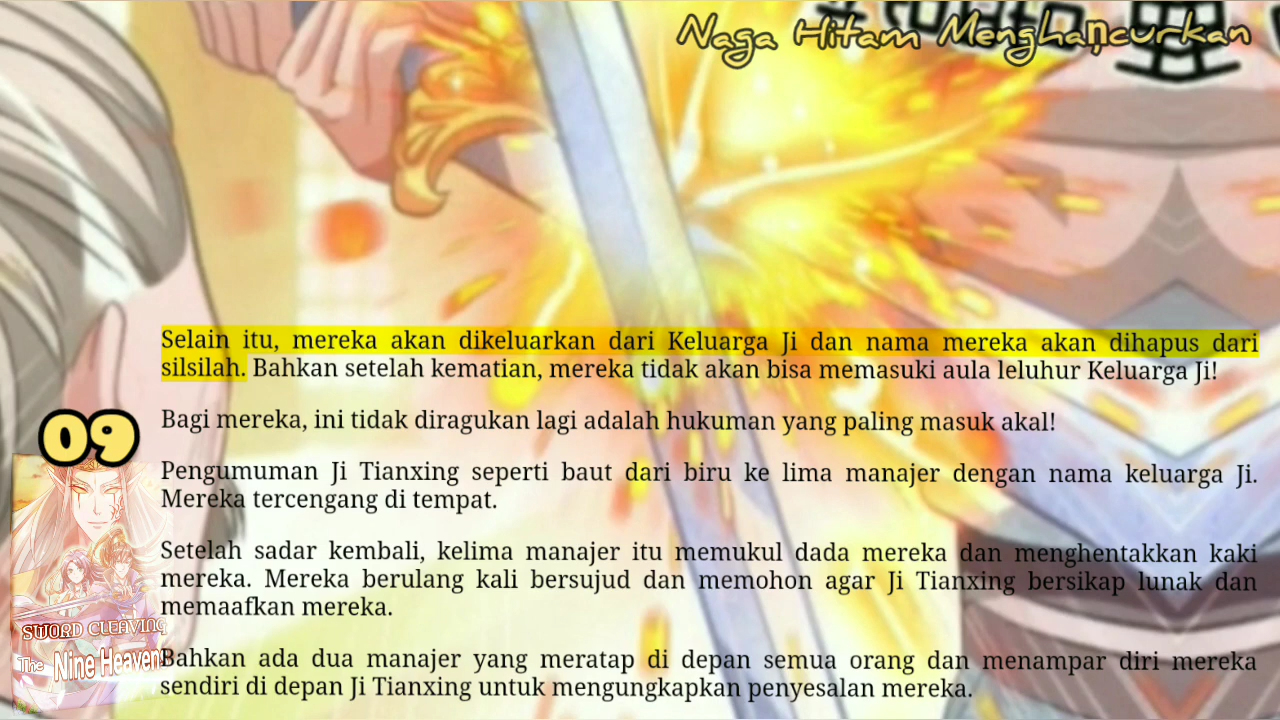 Naga Hitam Menghaṇcurkan
Selain itu, mereka akan dikeluarkan dari Keluarga Ji dan nama mereka akan dihapus dari
silsilah. Bahkan setelah kematian, mereka tidak akan bisa memasuki aula leluhur Keluarga Ji!
Bagi mereka, ini tidak diragukan lagi adalah hukuman yang paling masuk akal!
Pengumuman Ji Tianxing seperti baut dari biru ke lima manajer dengan nama keluarga Ji.
Mereka tercengang di tempat.
Setelah sadar kembali, kelima manajer itu memukul dada mereka dan menghentakkan kaki
mereka. Mereka berulang kali bersujud dan memohon agar Ji Tianxing bersikap lunak dan
memaafkan mereka.
Bahkan ada dua manajer yang meratap di depan semua orang dan menampar diri mereka
sendiri di depan Ji Tianxing untuk mengungkapkan penyesalan mereka.
09
SWORD CLEAVING
The Nine Heavens